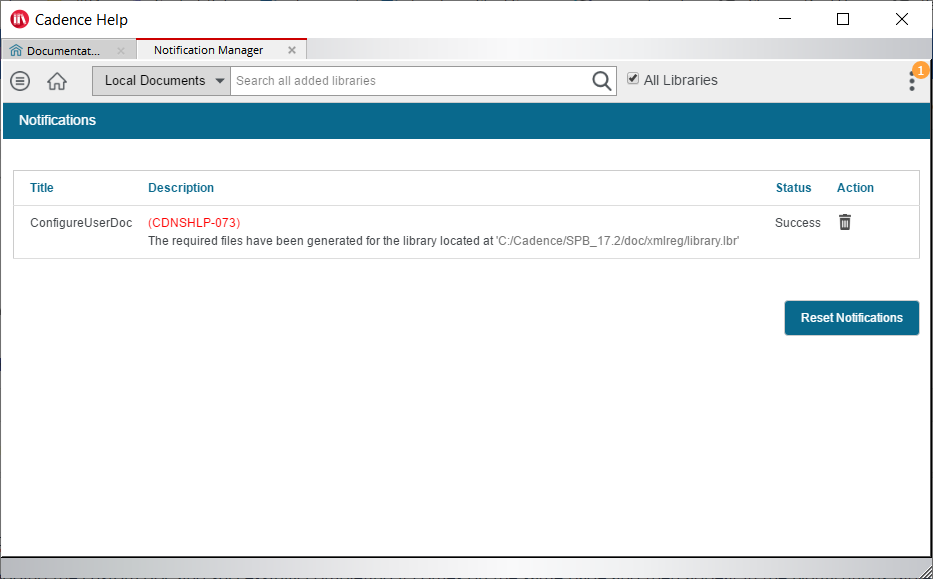 Cadence Help
Documentat...
Notification Manager
Local Documents
Search all added libraries
All Libraries
1
Notifications
Title Description Status Action
ConfigureUserDoc (CDNSHLP-073) Success
The required files have been generated for the library located at 'C:/Cadence/SPB_17.2/doc/xmlreg/library.lbr'
Reset Notifications